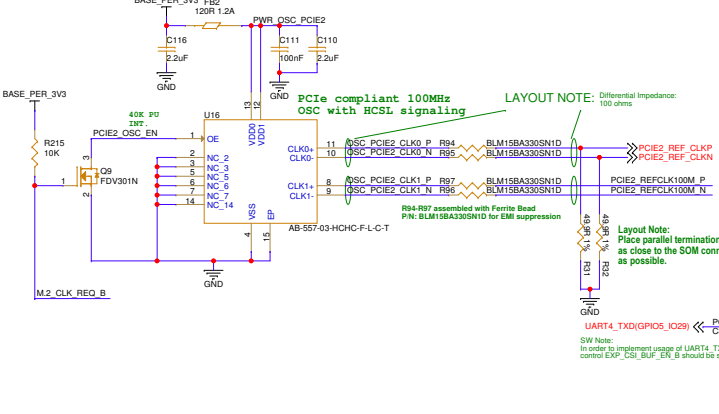 BASE_PER_3V3
FB2
120R 1.2A
PWR_OSC_PCIE2
C116
2.2uF
C111
100nF
C110
2.2uF
GND
GND
BASE_PER_3V3
PCIe compliant 100MHz
OSC with HCSL signaling
LAYOUT NOTE:
Differential Impedance:
100 ohms
40K PU
INT.
U16
13
12
R215
10K
PCIE2_OSC_EN
1
OE
VDD0
VDD1
3
Q9
FDV301N
1
2
2
NC_2
3
NC_3
5
NC_5
6
NC_6
7
NC_7
14
NC_14
CLK0+
11
OSC_PCIE2_CLK0_P
R94
BLM15BA330SN1D
PCIE2_REF_CLKP
CLK0-
10
OSC_PCIE2_CLK0_N
R95
BLM15BA330SN1D
PCIE2_REF_CLKN
CLK1+
8
OSC_PCIE2_CLK1_P
R97
BLM15BA330SN1D
PCIE2_REFCLK100M_P
CLK1-
9
OSC_PCIE2_CLK1_N
R96
BLM15BA330SN1D
PCIE2_REFCLK100M_N
R94-R97 assembled with Ferrite Bead
P/N: BLM15BA330SN1D for EMI suppression
VSS
EP
4
15
AB-557-03-HCHC-F-L-C-T
49.9R 1%
R31
49.9R 1%
R32
Layout Note:
Place parallel termination
as close to the SOM conn
as possible.
GND
M.2_CLK_REQ_B
GND
UART4_TXD(GPIO5_IO29)
SW Note:
In order to implement usage of UART4_T
control EXP_CSI_BUF_EN_B should be s